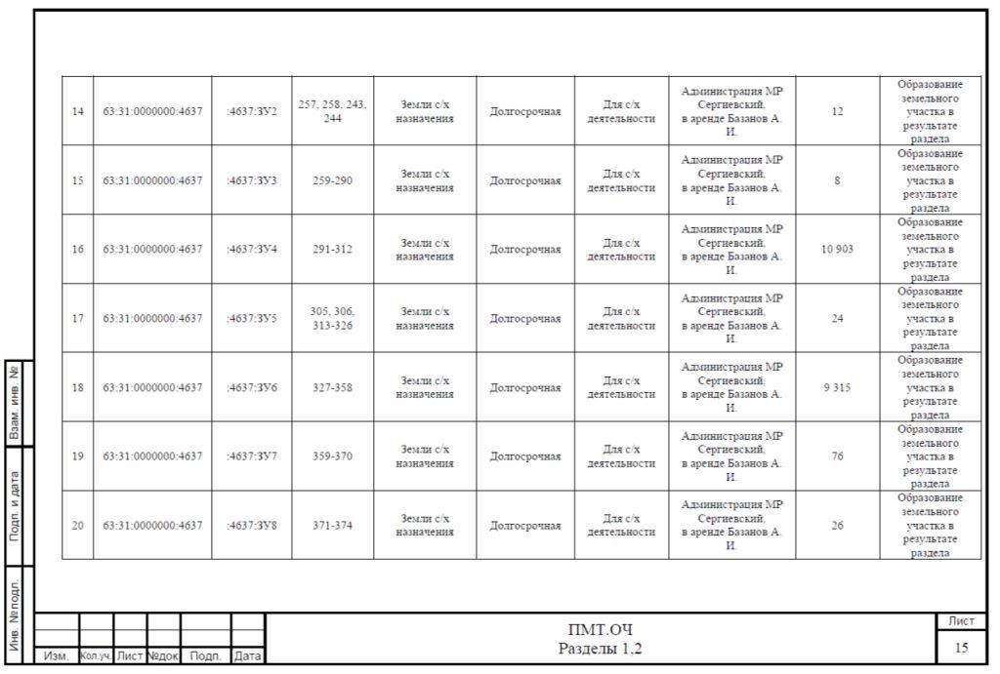 14 63:31:0000000:4637 :4637:ЗУ2 257, 258, 243, 244 Земли с/х назначения Долгосрочная Для с/х деятельности Администрация МР Сергиевский, в аренде Базанов А. И. 12 Образование земельного участка в результате раздела
15 63:31:0000000:4637 :4637:ЗУ3 259-290 Земли с/х назначения Долгосрочная Для с/х деятельности Администрация МР Сергиевский, в аренде Базанов А. И. 8 Образование земельного участка в результате раздела
16 63:31:0000000:4637 :4637:ЗУ4 291-312 Земли с/х назначения Долгосрочная Для с/х деятельности Администрация МР Сергиевский, в аренде Базанов А. И. 10 903 Образование земельного участка в результате раздела
17 63:31:0000000:4637 :4637:ЗУ5 305, 306, 313-326 Земли с/х назначения Долгосрочная Для с/х деятельности Администрация МР Сергиевский, в аренде Базанов А. И. 24 Образование земельного участка в результате раздела
18 63:31:0000000:4637 :4637:ЗУ6 327-358 Земли с/х назначения Долгосрочная Для с/х деятельности Администрация МР Сергиевский, в аренде Базанов А. И. 9 315 Образование земельного участка в результате раздела
19 63:31:0000000:4637 :4637:ЗУ7 359-370 Земли с/х назначения Долгосрочная Для с/х деятельности Администрация МР Сергиевский, в аренде Базанов А. И. 76 Образование земельного участка в результате раздела
20 63:31:0000000:4637 :4637:ЗУ8 371-374 Земли с/х назначения Долгосрочная Для с/х деятельности Администрация МР Сергиевский, в аренде Базанов А. И. 26 Образование земельного участка в результате раздела
Взам. инв. №
Подп. и дата
Инв. №подл.
Изм. Кол.уч. Лист №док Подп. Дата
ПМТ.ОЧ
Разделы 1,2
Лист
15